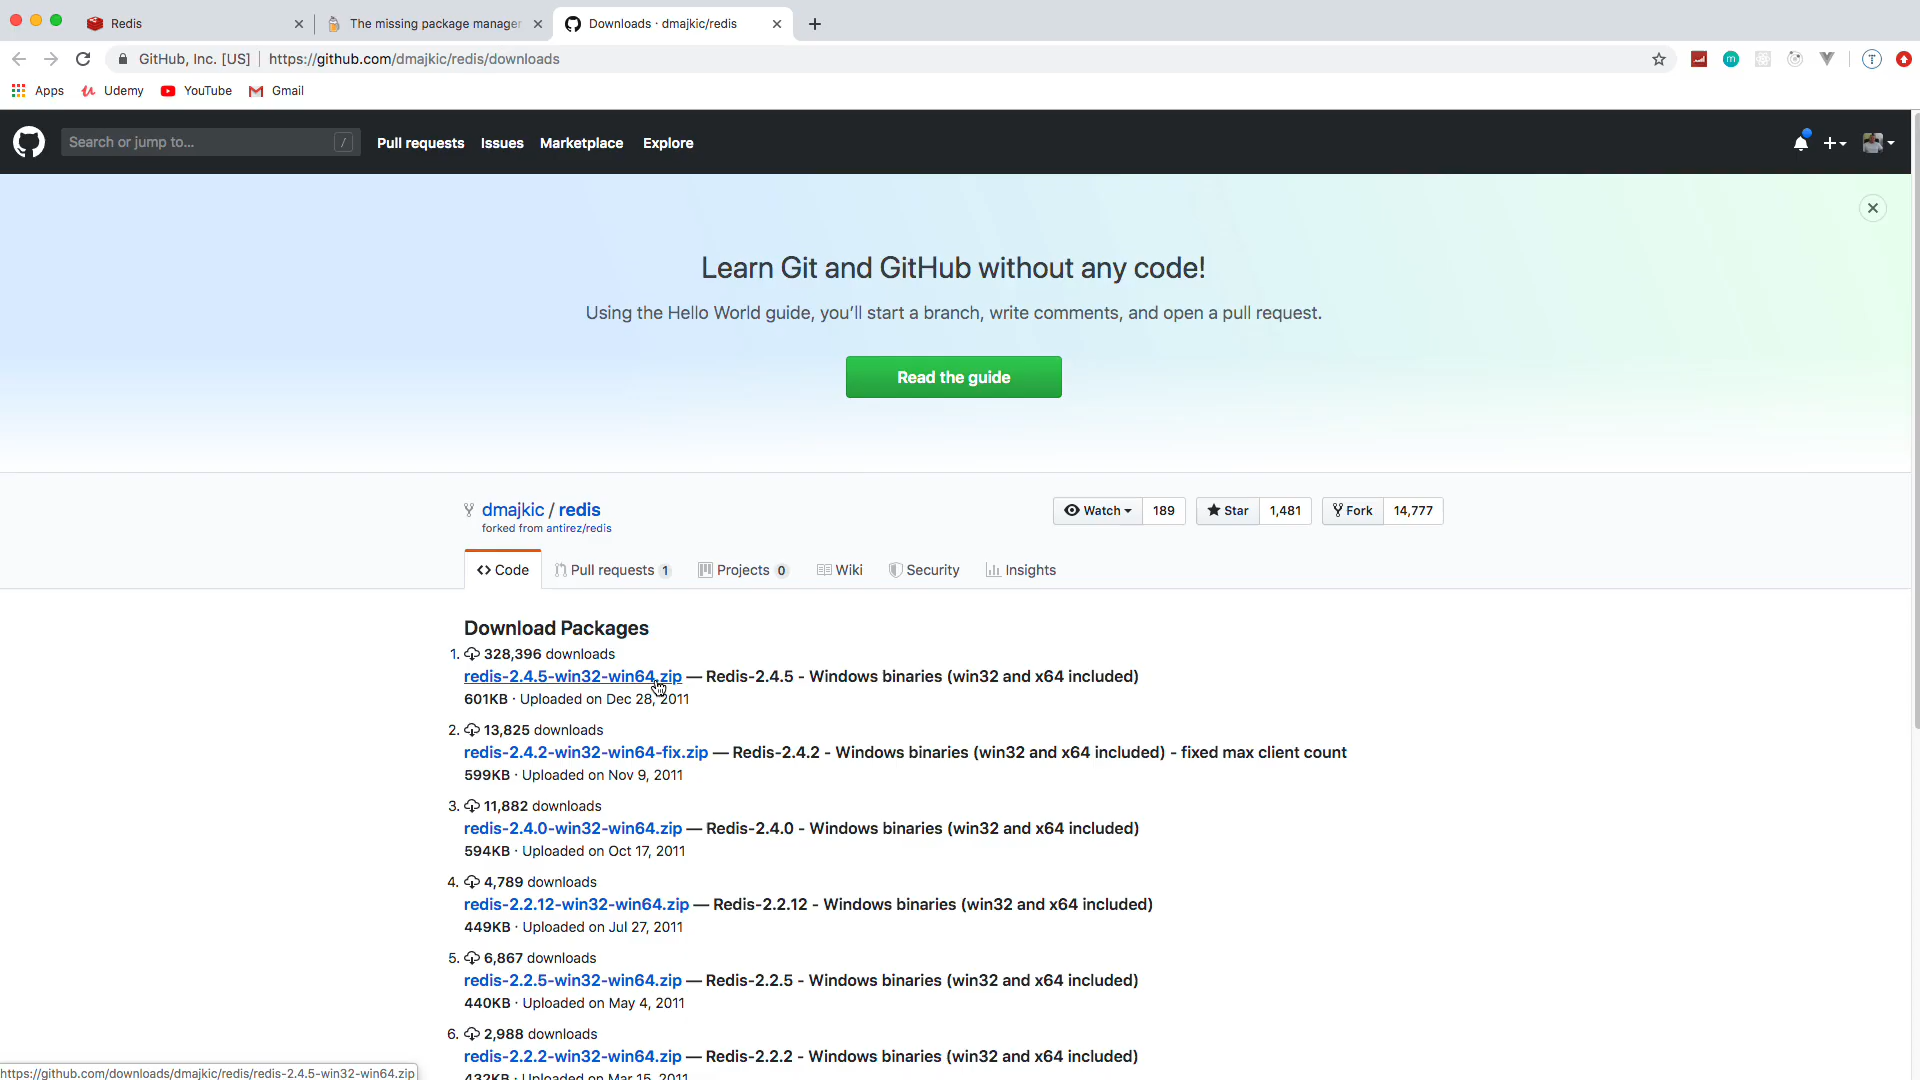 Redis
The missing package manager
Downloads · dmajkic/redis
GitHub, Inc. [US]
https://github.com/dmajkic/redis/downloads
Apps
Udemy
YouTube
Gmail
Search or jump to...
/
Pull requests
Issues
Marketplace
Explore
Learn Git and GitHub without any code!
Using the Hello World guide, you’ll start a branch, write comments, and open a pull request.
Read the guide
dmajkic / redis
forked from antirez/redis
Watch 189
Star 1,481
Fork 14,777
Code
Pull requests 1
Projects 0
Wiki
Security
Insights
Download Packages
1. 328,396 downloads
redis-2.4.5-win32-win64.zip — Redis-2.4.5 - Windows binaries (win32 and x64 included)
601KB · Uploaded on Dec 28, 2011
2. 13,825 downloads
redis-2.4.2-win32-win64-fix.zip — Redis-2.4.2 - Windows binaries (win32 and x64 included) - fixed max client count
599KB · Uploaded on Nov 9, 2011
3. 11,882 downloads
redis-2.4.0-win32-win64.zip — Redis-2.4.0 - Windows binaries (win32 and x64 included)
594KB · Uploaded on Oct 17, 2011
4. 4,789 downloads
redis-2.2.12-win32-win64.zip — Redis-2.2.12 - Windows binaries (win32 and x64 included)
449KB · Uploaded on Jul 27, 2011
5. 6,867 downloads
redis-2.2.5-win32-win64.zip — Redis-2.2.5 - Windows binaries (win32 and x64 included)
440KB · Uploaded on May 4, 2011
6. 2,988 downloads
redis-2.2.2-win32-win64.zip — Redis-2.2.2 - Windows binaries (win32 and x64 included)
432KB · Uploaded on Mar 15, 2011
https://github.com/downloads/dmajkic/redis/redis-2.4.5-win32-win64.zip